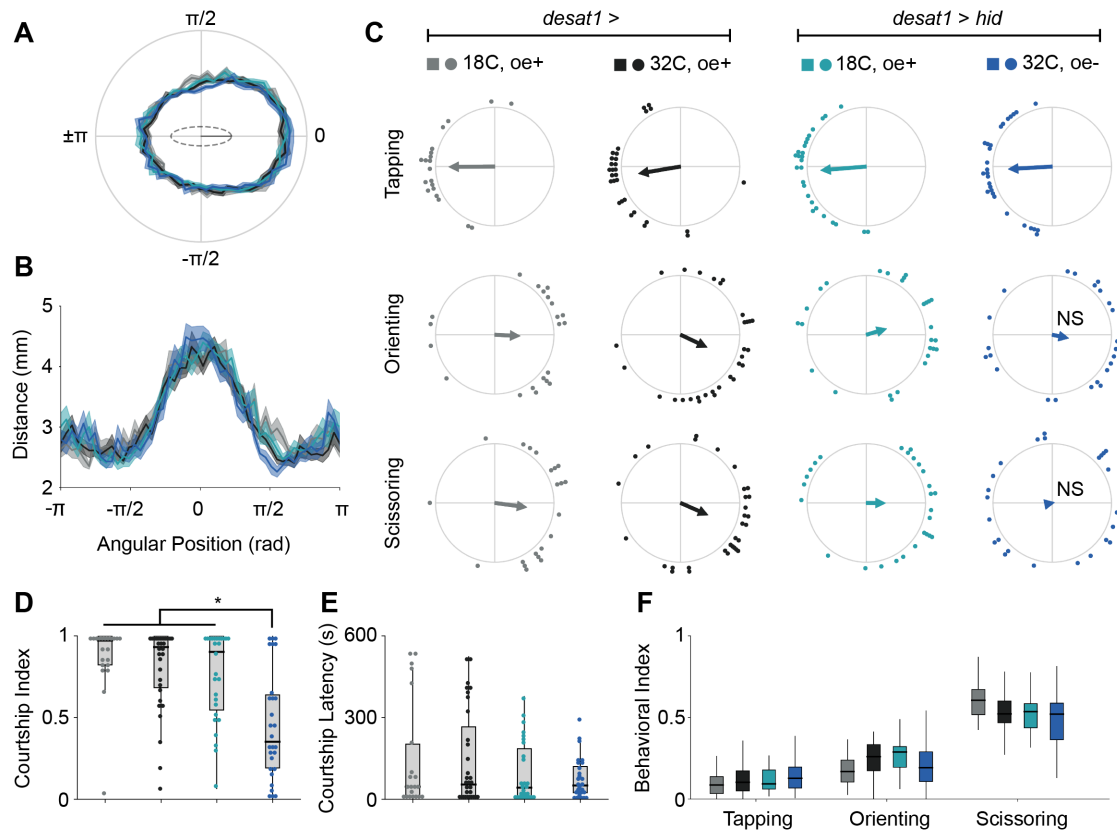 A
π/2
±π
0
-π/2
B
5
4
3
2
Distance (mm)
-π
-π/2
0
π/2
π
Angular Position (rad)
C
desat1 >
desat1 > hid
18C, oe+
32C, oe+
18C, oe+
32C, oe-
Tapping
Orienting
NS
Scissoring
NS
D
*
1
0.5
0
Courtship Index
E
600
300
0
Courtship Latency (s)
F
1
0.5
0
Behavioral Index
Tapping
Orienting
Scissoring